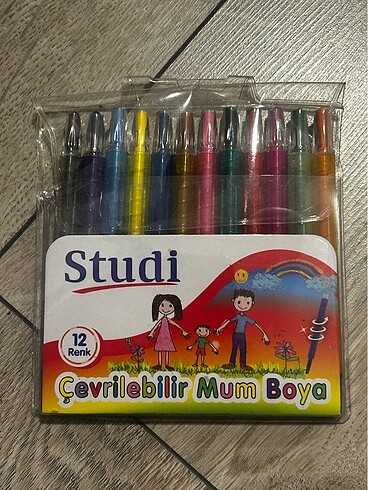 Studi
12
Renk
Çevrilebilir Mum Boya